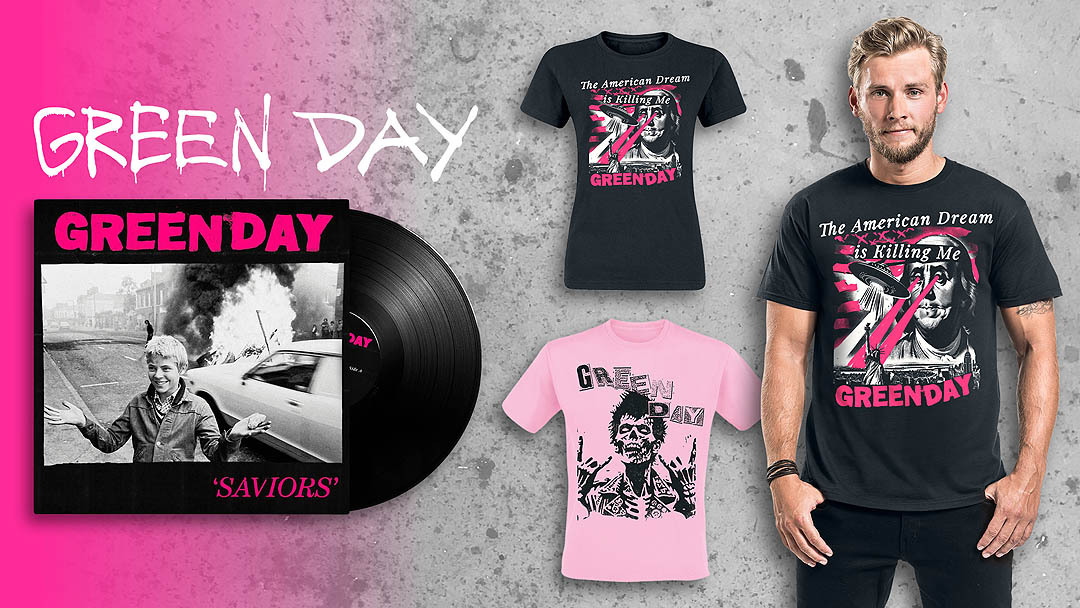 GREEN DAY
GREEN DAY
'SAVIORS'
DAY
The American Dream
is Killing Me
GREEN DAY
GREEN
DAY
The American Dream
is Killing Me
GREEN DAY